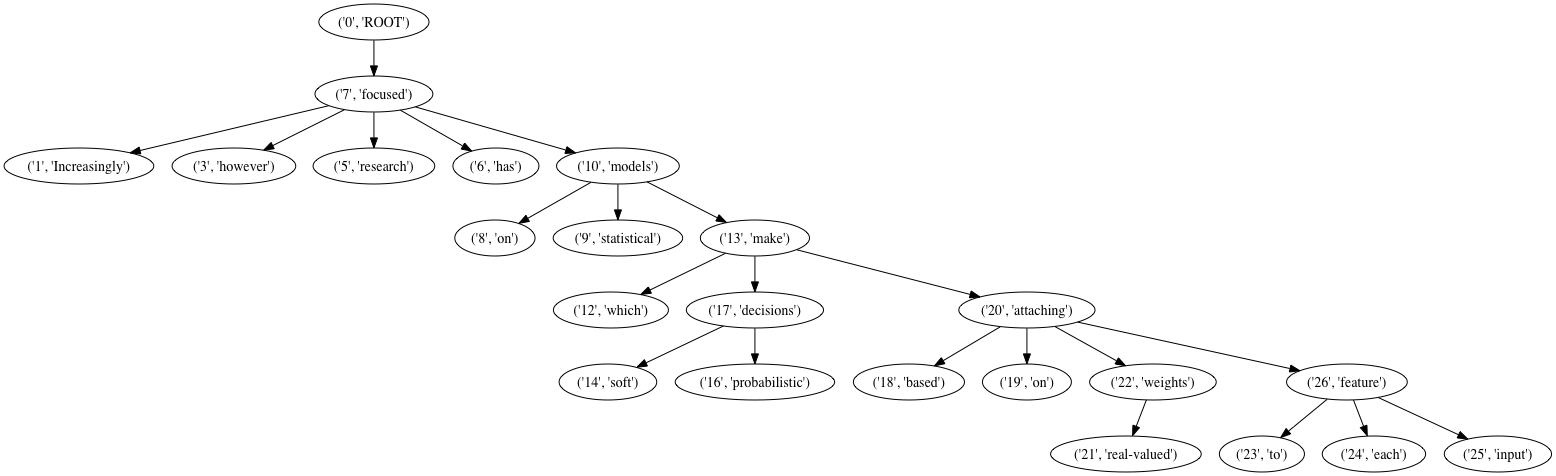 ('0', 'ROOT')
('7', 'focused')
('1', 'Increasingly') ('3', 'however') ('5', 'research') ('6', 'has') ('10', 'models')
('8', 'on') ('9', 'statistical') ('13', 'make')
('12', 'which') ('17', 'decisions') ('20', 'attaching')
('14', 'soft') ('16', 'probabilistic') ('18', 'based') ('19', 'on') ('22', 'weights') ('26', 'feature')
('21', 'real-valued') ('23', 'to') ('24', 'each') ('25', 'input')